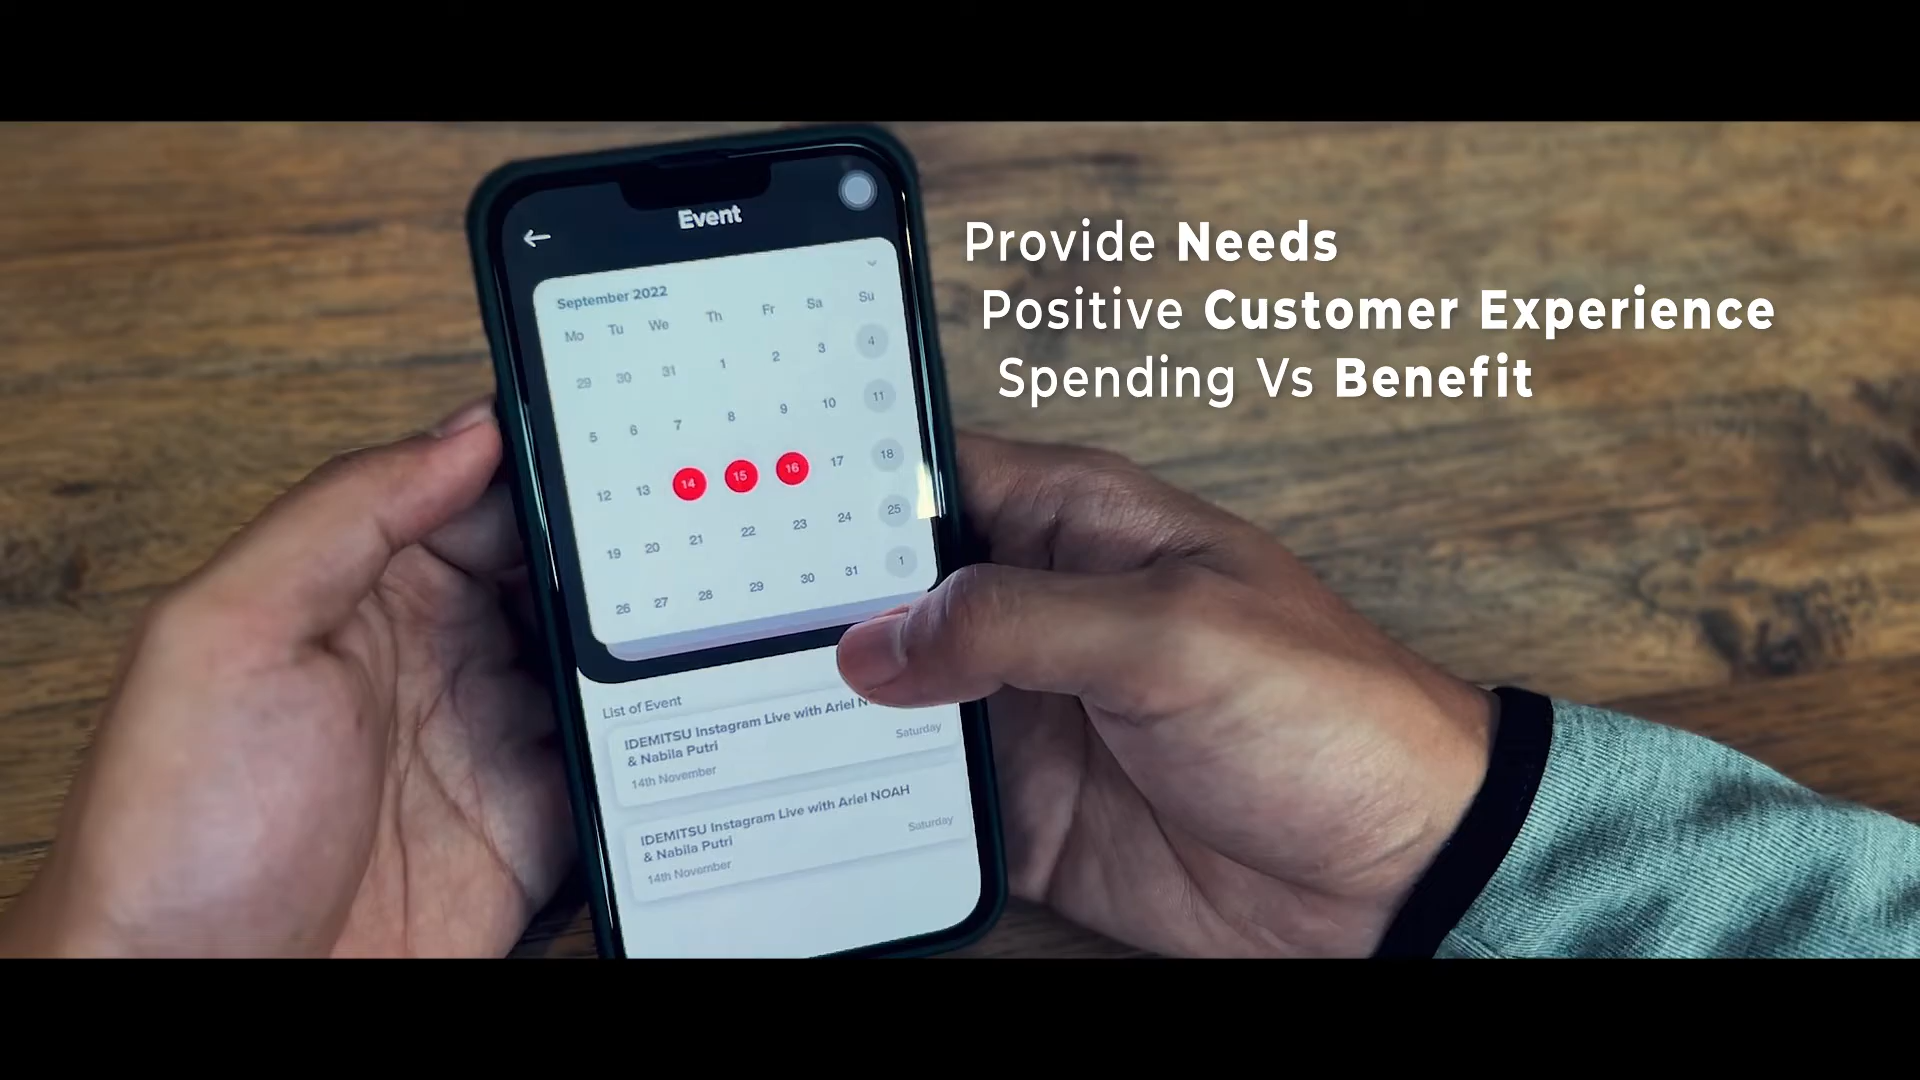 Event
September 2022
Mo Tu We Th Fr Sa Su
29 30 31 1 2 3 4
5 6 7 8 9 10 11
12 13 14 15 16 17 18
19 20 21 22 23 24 25
26 27 28 29 30 31 1
List of Event
IDEMITSU Instagram Live with Ariel
& Nabila Putri
Saturday
14th November
IDEMITSU Instagram Live with Ariel NOAH
& Nabila Putri
Saturday
14th November
Provide Needs
Positive Customer Experience
Spending Vs Benefit